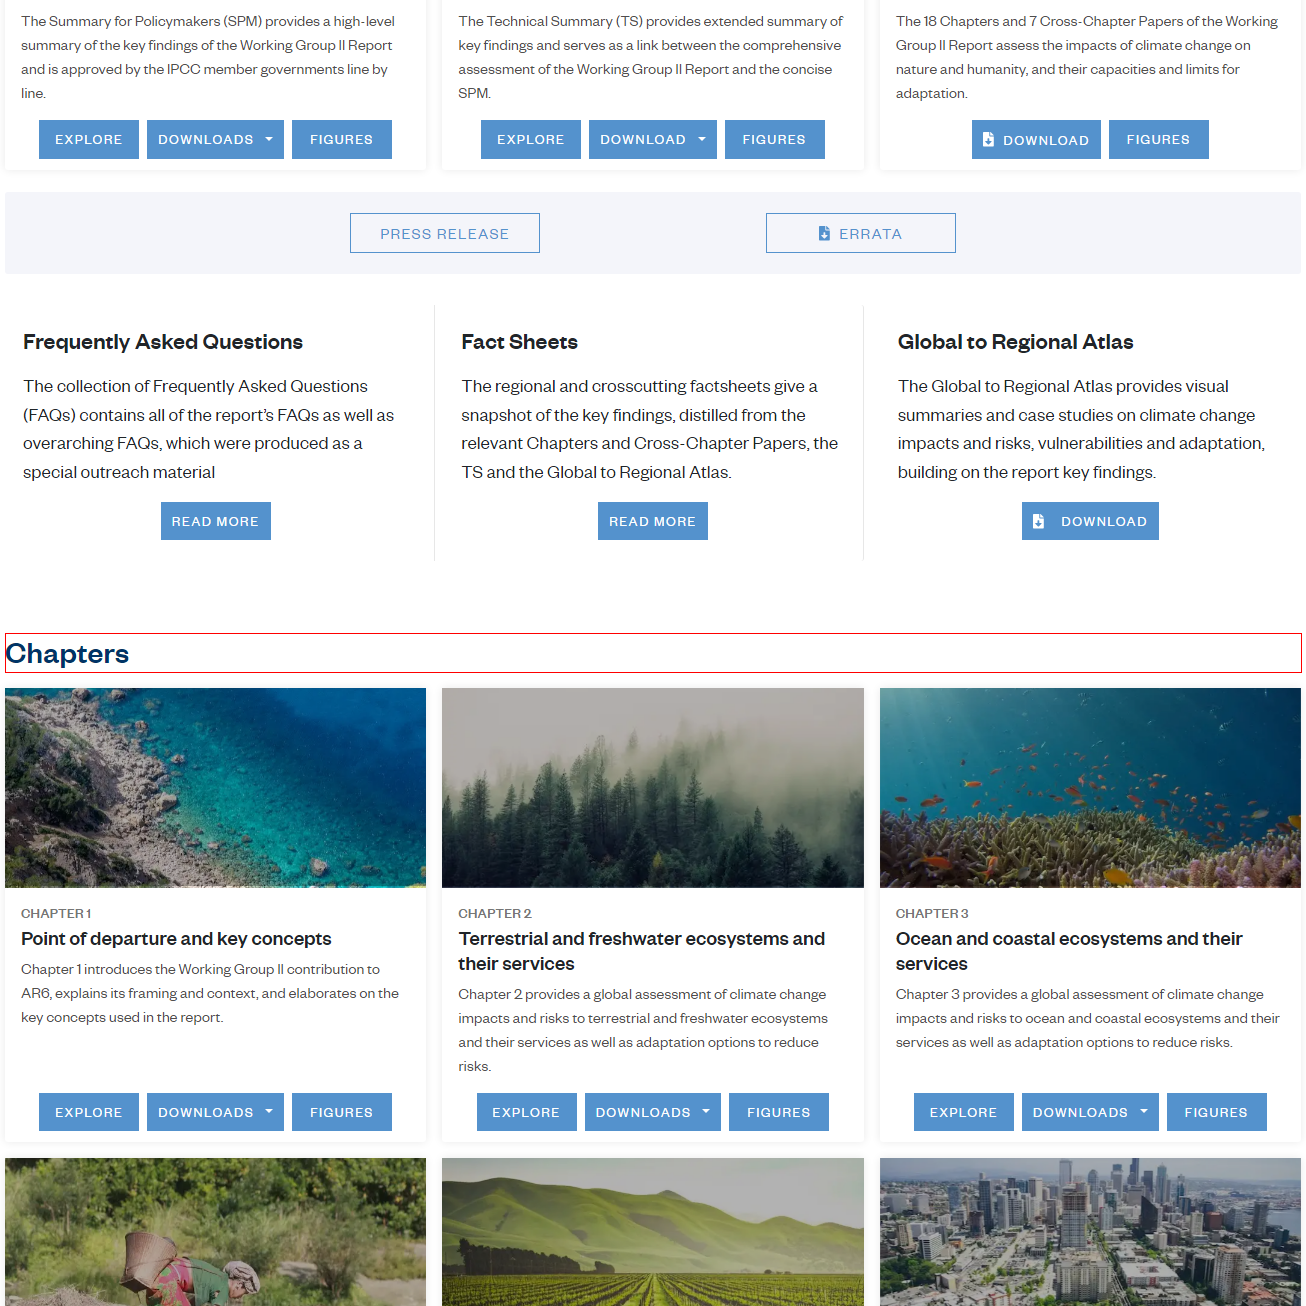 The Summary for Policymakers (SPM) provides a high-level
summary of the key findings of the Working Group II Report
and is approved by the IPCC member governments line by
line.
EXPLORE
DOWNLOADS
FIGURES
The Technical Summary (TS) provides extended summary of
key findings and serves as a link between the comprehensive
assessment of the Working Group II Report and the concise
SPM.
EXPLORE
DOWNLOAD
FIGURES
The 18 Chapters and 7 Cross-Chapter Papers of the Working
Group II Report assess the impacts of climate change on
nature and humanity, and their capacities and limits for
adaptation.
DOWNLOAD
FIGURES
PRESS RELEASE
ERRATA
Frequently Asked Questions
The collection of Frequently Asked Questions
(FAQs) contains all of the report's FAQs as well as
overarching FAQs, which were produced as a
special outreach material
READ MORE
Fact Sheets
The regional and crosscutting factsheets give a
snapshot of the key findings, distilled from the
relevant Chapters and Cross-Chapter Papers, the
TS and the Global to Regional Atlas.
READ MORE
Global to Regional Atlas
The Global to Regional Atlas provides visual
summaries and case studies on climate change
impacts and risks, vulnerabilities and adaptation,
building on the report key findings.
DOWNLOAD
Chapters
CHAPTER 1
Point of departure and key concepts
Chapter 1 introduces the Working Group II contribution to
AR6, explains its framing and context, and elaborates on the
key concepts used in the report.
EXPLORE
DOWNLOADS
FIGURES
CHAPTER 2
Terrestrial and freshwater ecosystems and
their services
Chapter 2 provides a global assessment of climate change
impacts and risks to terrestrial and freshwater ecosystems
and their services as well as adaptation options to reduce
risks.
EXPLORE
DOWNLOADS
FIGURES
CHAPTER 3
Ocean and coastal ecosystems and their
services
Chapter 3 provides a global assessment of climate change
impacts and risks to ocean and coastal ecosystems and their
services as well as adaptation options to reduce risks.
EXPLORE
DOWNLOADS
FIGURES